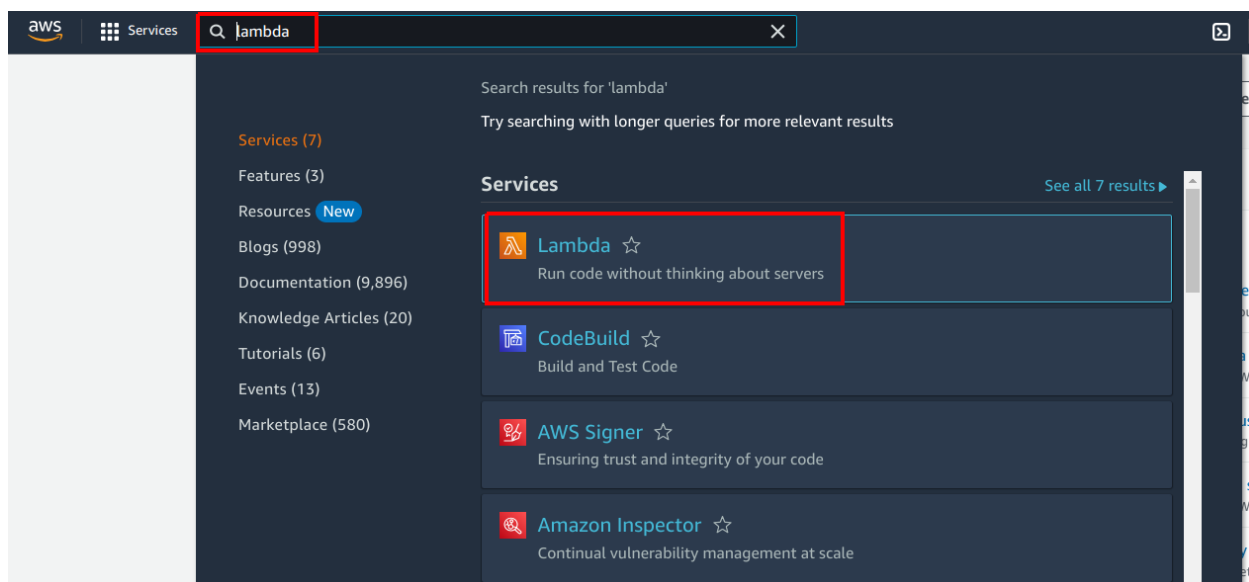 aws
Services
lambda
Search results for 'lambda'
Try searching with longer queries for more relevant results
Services (7)
Features (3)
Resources New
Blogs (998)
Documentation (9,896)
Knowledge Articles (20)
Tutorials (6)
Events (13)
Marketplace (580)
Services
See all 7 results
Lambda
Run code without thinking about servers
CodeBuild
Build and Test Code
AWS Signer
Ensuring trust and integrity of your code
Amazon Inspector
Continual vulnerability management at scale